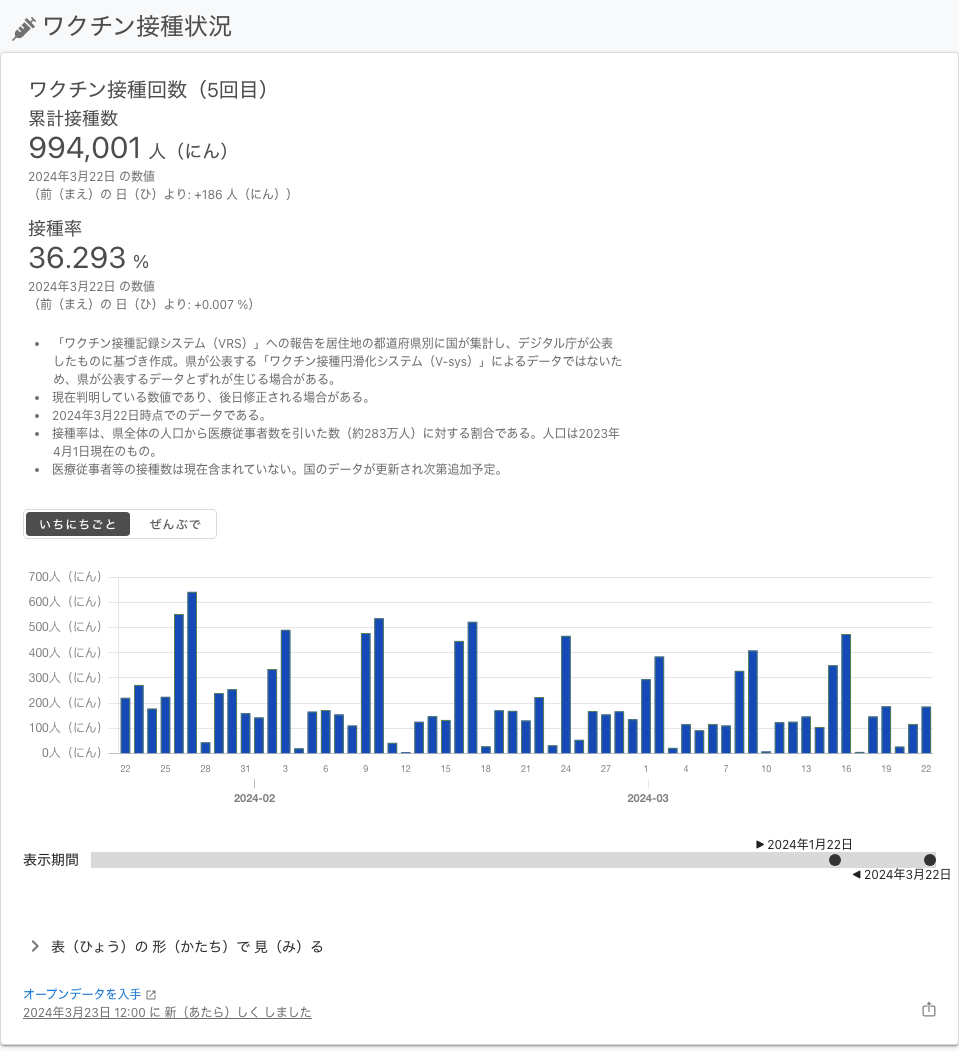 ワクチン接種状況
ワクチン接種回数（5回目）
累計接種数
994,001 人（にん）
2024年3月22日 の数値
（前（まえ）の 日（ひ）より: +186 人（にん））
接種率
36.293 %
2024年3月22日 の数値
（前（まえ）の 日（ひ）より: +0.007 %）
• 「ワクチン接種記録システム（VRS）」への報告を居住地の都道府県別に国が集計し、デジタル庁が公表
したものに基づき作成。県が公表する「ワクチン接種円滑化システム（V-sys）」によるデータではないた
め、県が公表するデータとずれが生じる場合がある。
• 現在判明している数値であり、後日修正される場合がある。
• 2024年3月22日時点でのデータである。
• 接種率は、県全体の人口から医療従事者数を引いた数（約283万人）に対する割合である。人口は2023年
4月1日現在のもの。
• 医療従事者等の接種数は現在含まれていない。国のデータが更新され次第追加予定。
いちにちごと ぜんぶで
700人（にん）
600人（にん）
500人（にん）
400人（にん）
300人（にん）
200人（にん）
100人（にん）
0人（にん）
22 25 28 31 3 6 9 12 15 18 21 24 27 1 4 7 10 13 16 19 22
2024-02 2024-03
▶ 2024年1月22日
表示期間
◀ 2024年3月22日
表（ひょう）の 形（かたち）で 見（み）る
オープンデータを入手
2024年3月23日 12:00 に 新（あたら）しく しました